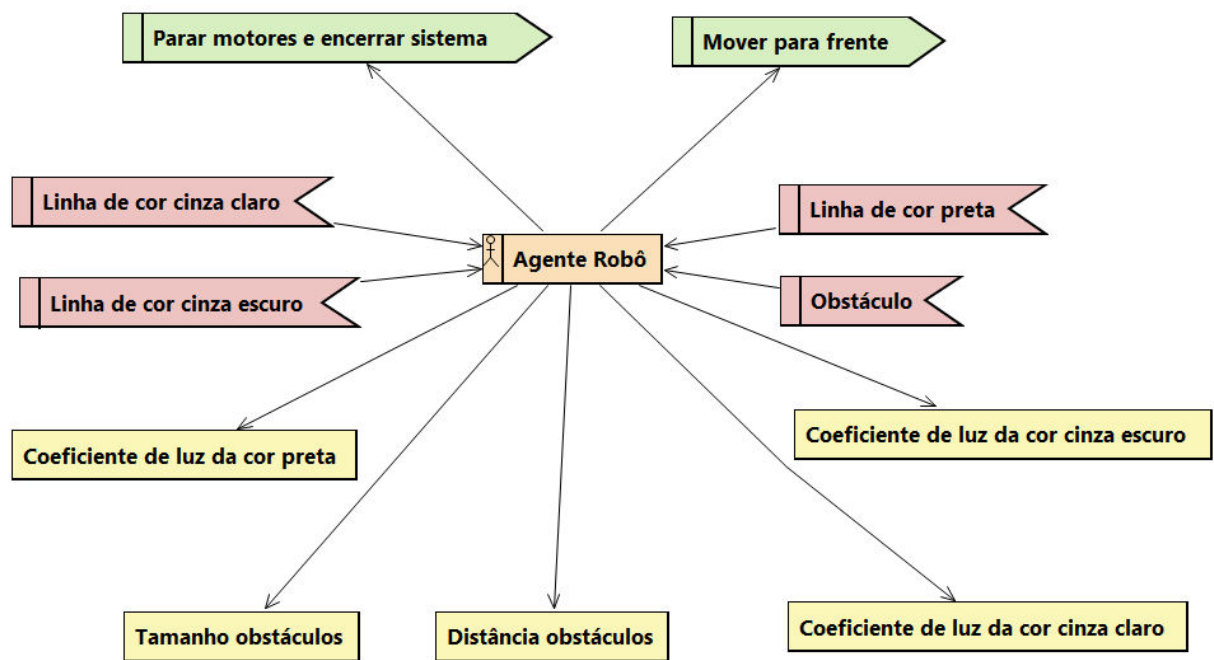 Parar motores e encerrar sistema
Mover para frente
Linha de cor cinza claro
Linha de cor preta
Agente Robô
Linha de cor cinza escuro
Obstáculo
Coeficiente de luz da cor preta
Coeficiente de luz da cor cinza escuro
Tamanho obstáculos
Distância obstáculos
Coeficiente de luz da cor cinza claro